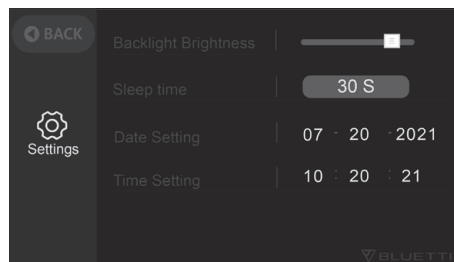 BACK
Backlight Brightness
Sleep time 30 S
Settings
Date Setting 07 - 20 - 2021
Time Setting 10 : 20 : 21
BLUETTI